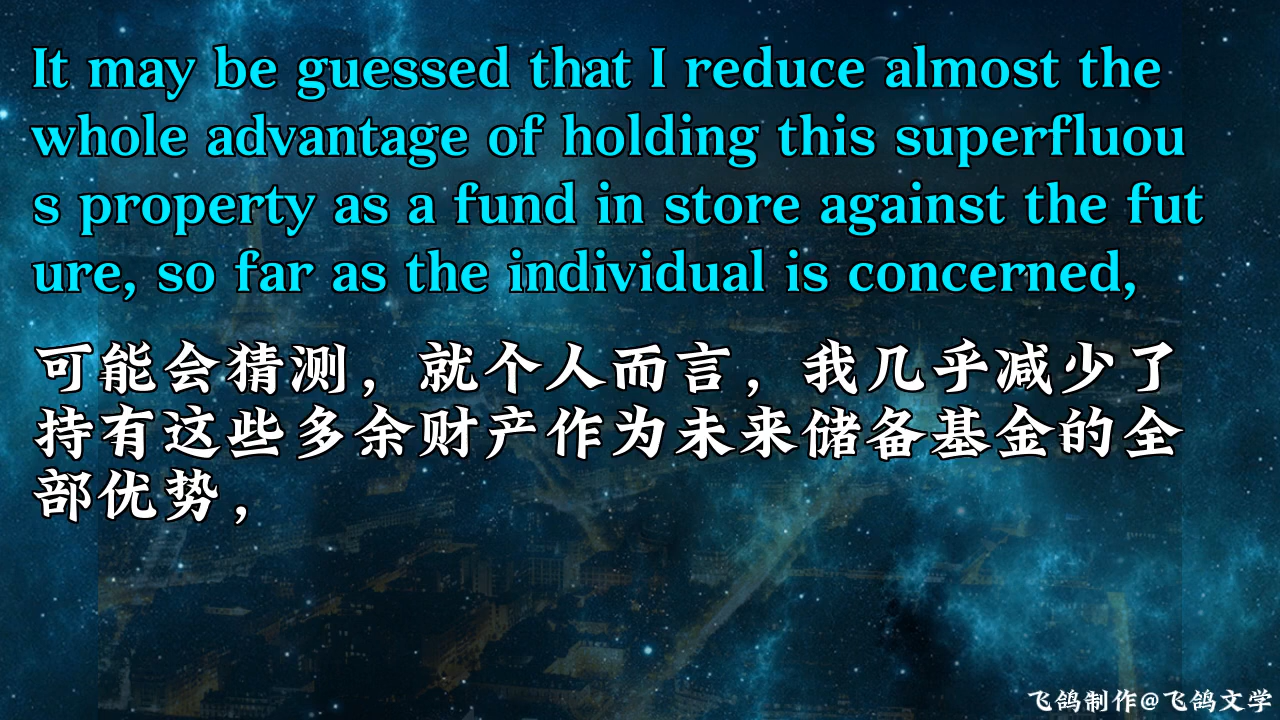 It may be guessed that I reduce almost the
whole advantage of holding this superfluou
s property as a fund in store against the fut
ure, so far as the individual is concerned,
可能会猜测，就个人而言，我几乎减少了
持有这些多余财产作为未来储备基金的全
部优势，
飞鸽制作@飞鸽文学